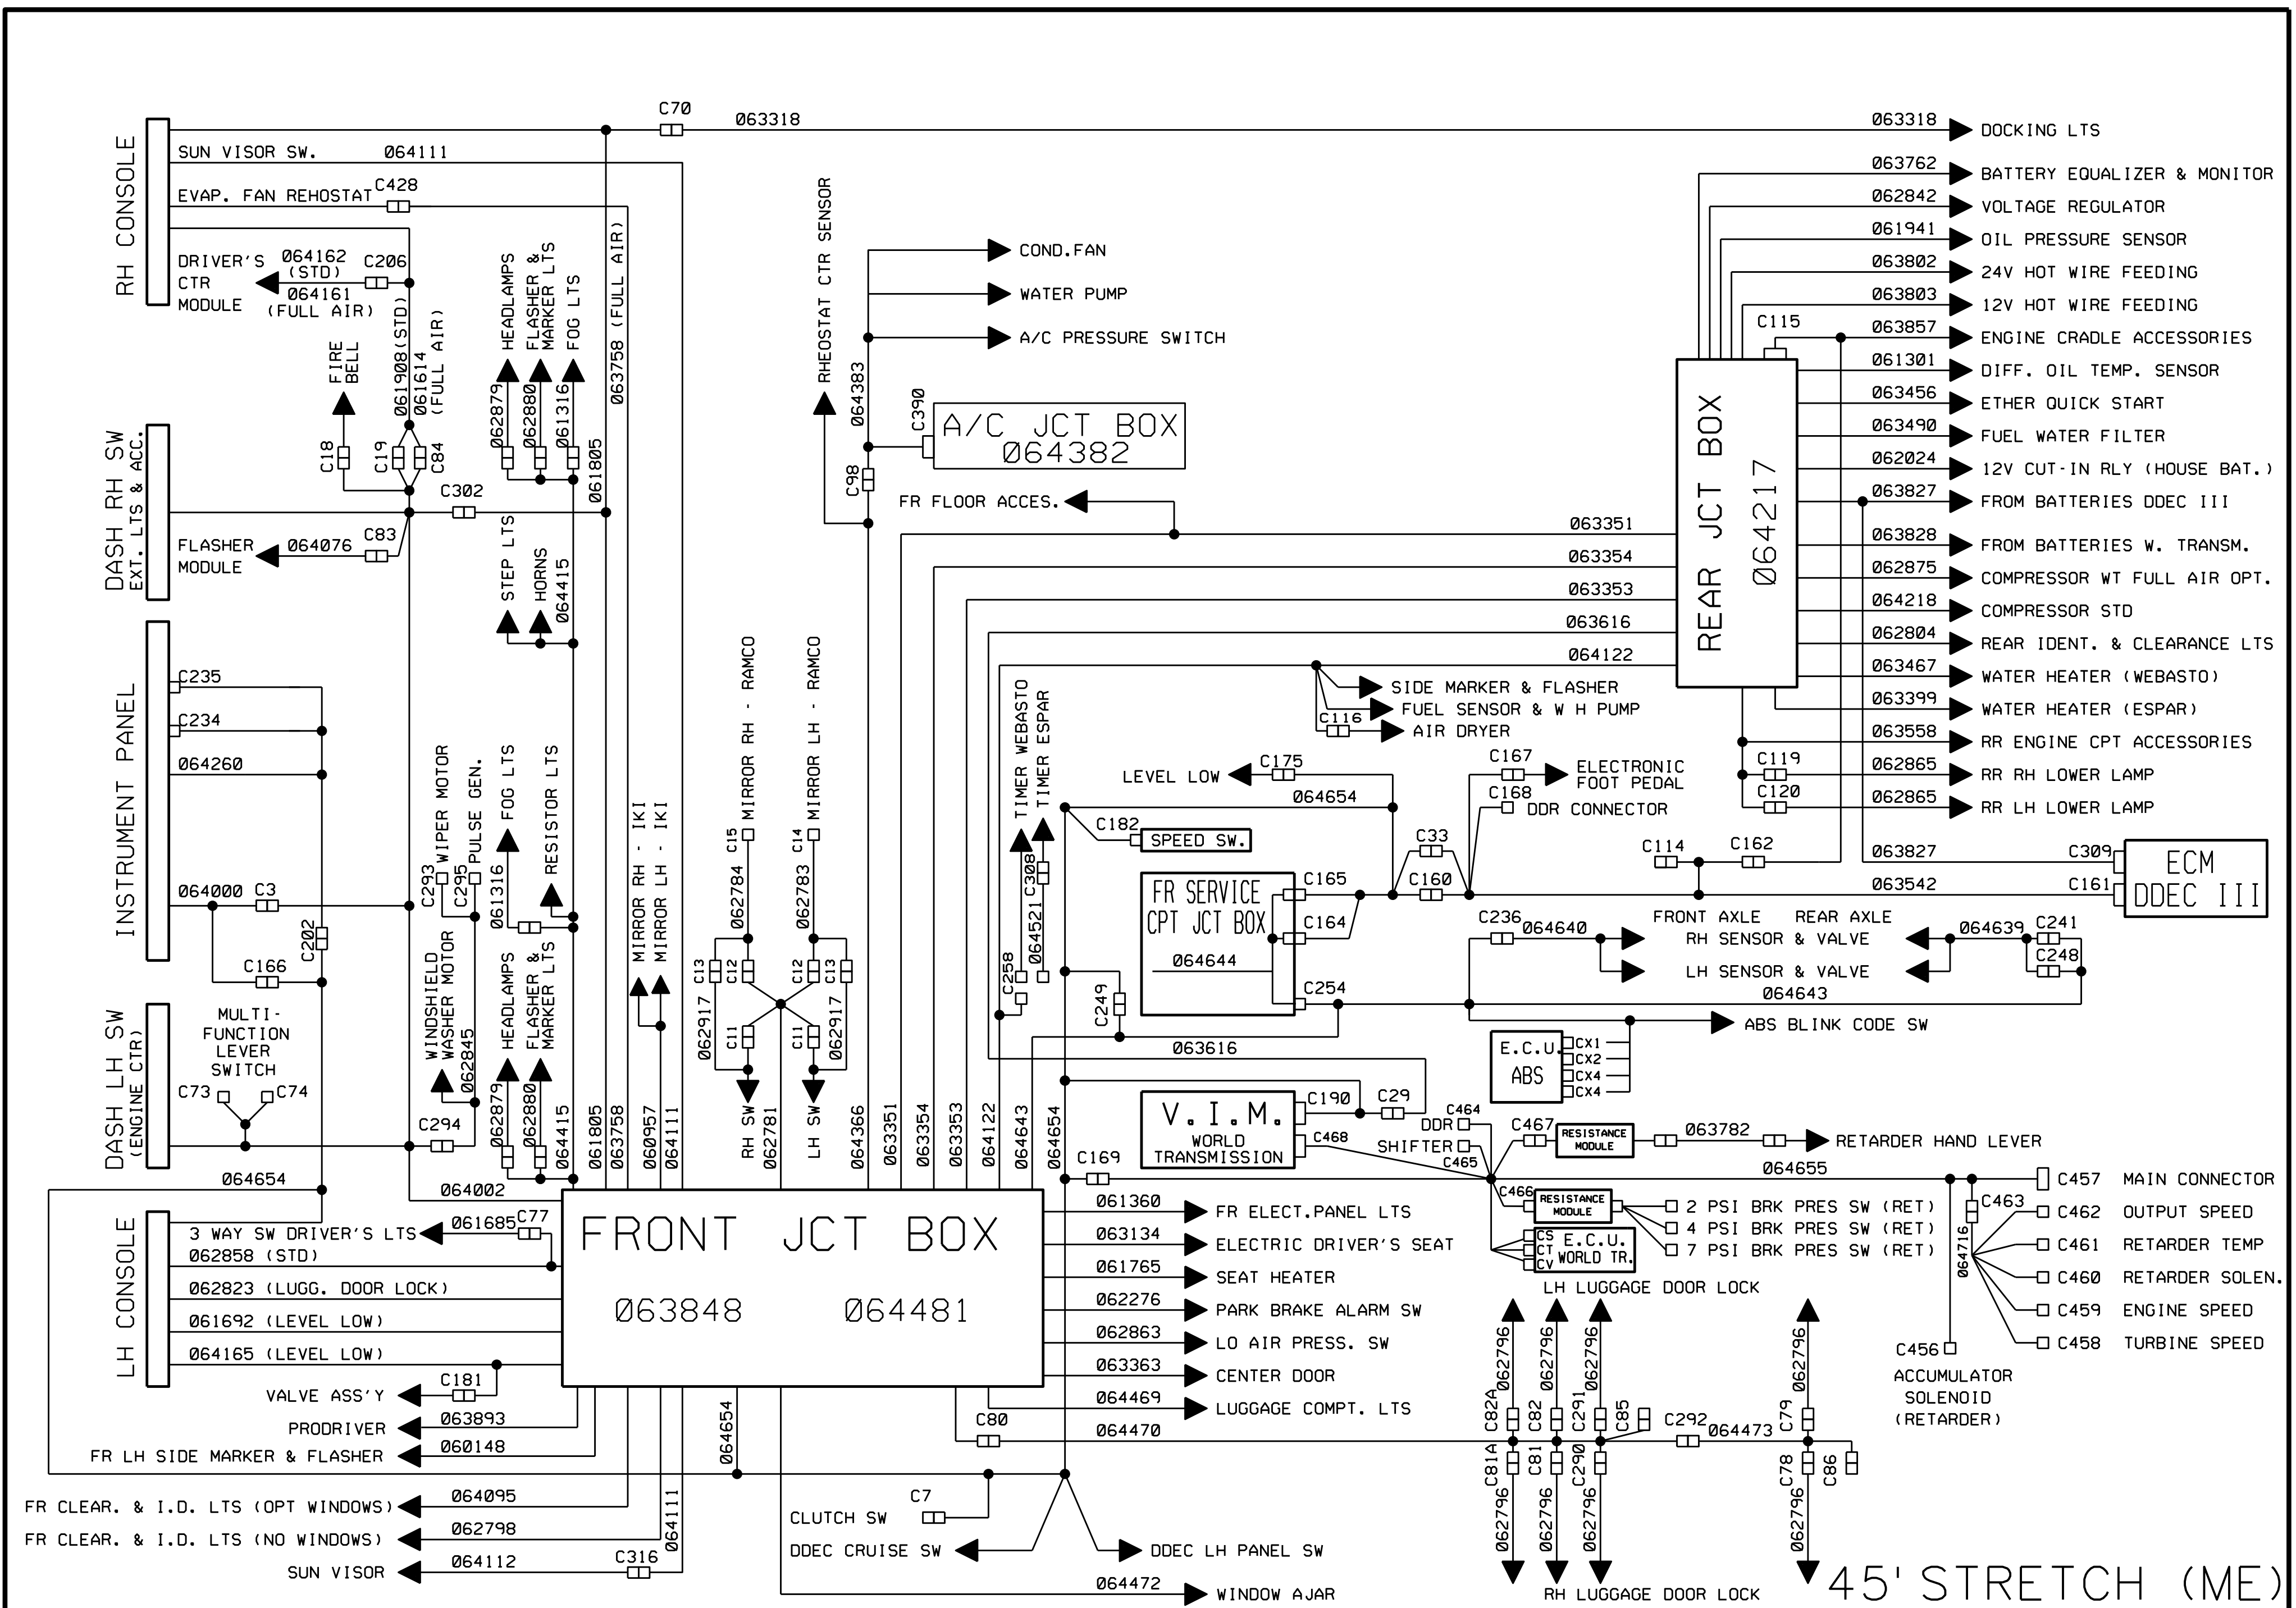 C70
063318
063318
DOCKING LTS
RH CONSOLE
SUN VISOR SW. 064111
EVAP. FAN REHOSTAT C428
DRIVER'S
CTR
MODULE
064162
(STD)
064161
(FULL AIR)
C206
061908(STD)
061614
(FULL AIR)
FIRE
BELL
C18
C19
C84
HEADLAMPS
FLASHER &
MARKER LTS
FOG LTS
062879
062880
061316
061805
063758 (FULL AIR)
RHEOSTAT CTR SENSOR
COND.FAN
WATER PUMP
A/C PRESSURE SWITCH
064383
C390
A/C JCT BOX
064382
C98
FR FLOOR ACCES.
063762
BATTERY EQUALIZER & MONITOR
062842
VOLTAGE REGULATOR
061941
OIL PRESSURE SENSOR
063802
24V HOT WIRE FEEDING
063803
12V HOT WIRE FEEDING
C115
063857
ENGINE CRADLE ACCESSORIES
061301
DIFF. OIL TEMP. SENSOR
063456
ETHER QUICK START
063490
FUEL WATER FILTER
062024
12V CUT-IN RLY (HOUSE BAT.)
063827
FROM BATTERIES DDEC III
063828
FROM BATTERIES W. TRANSM.
062875
COMPRESSOR WT FULL AIR OPT.
064218
COMPRESSOR STD
062804
REAR IDENT. & CLEARANCE LTS
063467
WATER HEATER (WEBASTO)
063399
WATER HEATER (ESPAR)
063558
RR ENGINE CPT ACCESSORIES
C119
062865
RR RH LOWER LAMP
C120
062865
RR LH LOWER LAMP
REAR JCT BOX
064217
063351
063354
063353
063616
064122
SIDE MARKER & FLASHER
FUEL SENSOR & W H PUMP
C116
AIR DRYER
DASH RH SW
EXT. LTS & ACC.
C302
C83
FLASHER
MODULE
064076
STEP LTS
HORNS
064415
INSTRUMENT PANEL
C235
C234
064260
064000 C3
C202
C166
WIPER MOTOR
PULSE GEN.
C293
C295
FOG LTS
061316
RESISTOR LTS
WINDSHIELD
WASHER MOTOR
062845
HEADLAMPS
FLASHER &
MARKER LTS
062879
062880
064415
MIRROR RH - IKI
MIRROR LH - IKI
MIRROR RH - RAMCO
MIRROR LH - RAMCO
C15
C14
062784
062783
C13
C12
C12
C13
062917
C11
C11
062917
RH SW
LH SW
TIMER WEBASTO
TIMER ESPAR
C308
064521
C258
LEVEL LOW
C175
064654
C182
SPEED SW.
C167
ELECTRONIC
FOOT PEDAL
C168
DDR CONNECTOR
C33
C160
C165
C164
FR SERVICE
CPT JCT BOX
064644
C254
C249
C114
C162
063827
C309
063542
C161
ECM
DDEC III
C236
064640
FRONT AXLE REAR AXLE
RH SENSOR & VALVE
LH SENSOR & VALVE
064639
C241
C248
064643
ABS BLINK CODE SW
E.C.U.
ABS
CX1
CX2
CX4
CX4
063616
DASH LH SW
(ENGINE CTR)
MULTI-
FUNCTION
LEVER
SWITCH
C73
C74
C294
061805
063758
060957
064111
062781
064366
063351
063354
063353
064122
064643
064654
V.I.M.
WORLD
TRANSMISSION
C190
C29
C468
C464
DDR
SHIFTER
C465
C467
RESISTANCE
MODULE
063782
RETARDER HAND LEVER
C169
064655
C466
RESISTANCE
MODULE
2 PSI BRK PRES SW (RET)
4 PSI BRK PRES SW (RET)
7 PSI BRK PRES SW (RET)
CS
CT
CV
E.C.U.
WORLD TR.
C457 MAIN CONNECTOR
C463
C462 OUTPUT SPEED
C461 RETARDER TEMP
C460 RETARDER SOLEN.
C459 ENGINE SPEED
C458 TURBINE SPEED
064716
C456
ACCUMULATOR
SOLENOID
(RETARDER)
064654
064002
LH CONSOLE
3 WAY SW DRIVER'S LTS
061685
C77
062858 (STD)
062823 (LUGG. DOOR LOCK)
061692 (LEVEL LOW)
064165 (LEVEL LOW)
FRONT JCT BOX
063848 064481
061360
FR ELECT.PANEL LTS
063134
ELECTRIC DRIVER'S SEAT
061765
SEAT HEATER
062276
PARK BRAKE ALARM SW
062863
LO AIR PRESS. SW
063363
CENTER DOOR
064469
LUGGAGE COMPT. LTS
C80
064470
VALVE ASS'Y
C181
PRODRIVER
063893
FR LH SIDE MARKER & FLASHER
060148
FR CLEAR. & I.D. LTS (OPT WINDOWS)
064095
FR CLEAR. & I.D. LTS (NO WINDOWS)
062798
SUN VISOR
064112
C316
064111
064654
CLUTCH SW
C7
DDEC CRUISE SW
DDEC LH PANEL SW
064472
WINDOW AJAR
LH LUGGAGE DOOR LOCK
062796
062796
062796
062796
C82A
C82
C291
C85
C292
064473
C79
C81A
C81
C290
C78
C86
062796
062796
062796
062796
RH LUGGAGE DOOR LOCK
45' STRETCH (ME)